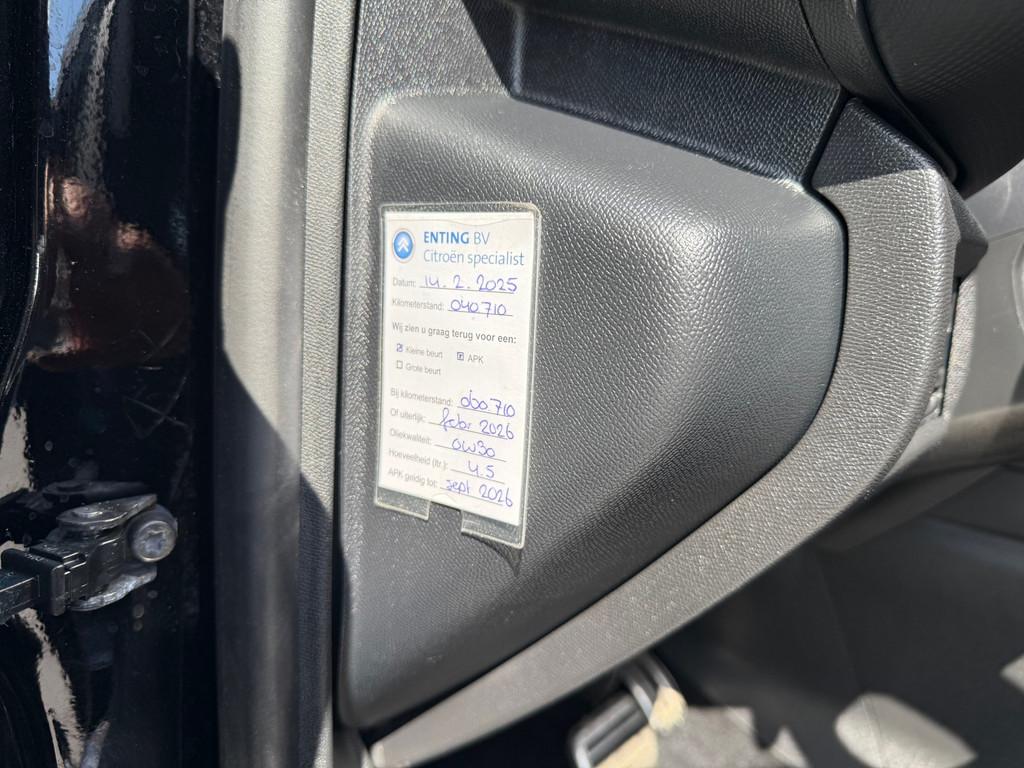 ENTING BV
Citroën specialist
Datum: 14.2.2025
Kilometerstand: 040710
Wij zien u graag terug voor een:
Kleine beurt APK
Grote beurt
Bij kilometerstand: 060710
Of uiterlijk: febr 2026
Oliekwaliteit: 0W30
Hoeveelheid (ltr.): 4.5
APK geldig tot: sept 2026